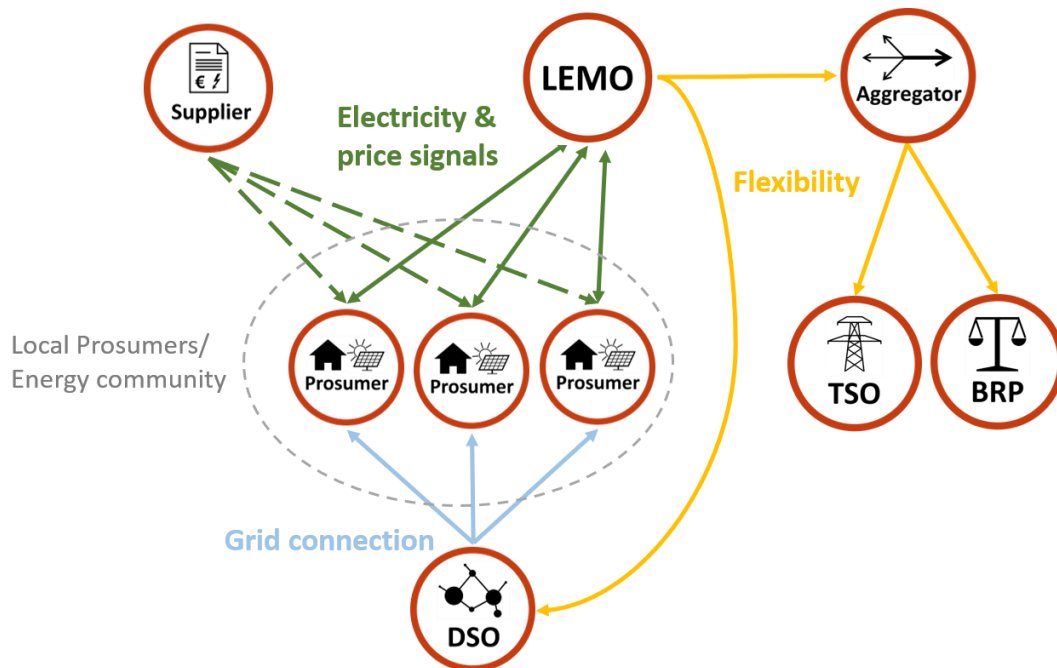 €
Supplier
LEMO
Aggregator
Electricity &
price signals
Flexibility
Local Prosumers/
Energy community
Prosumer
Prosumer
Prosumer
TSO
BRP
Grid connection
DSO